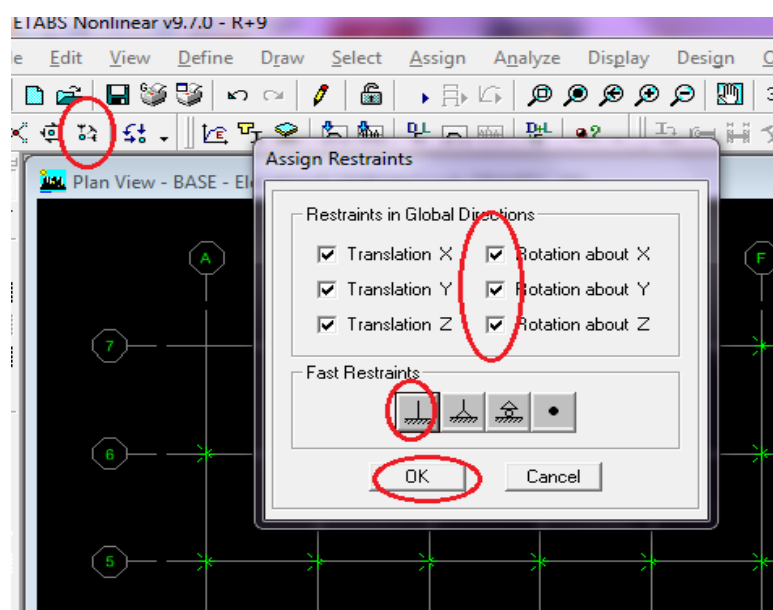 ETABS Nonlinear v9.7.0 - R+9
e Edit View Define Draw Select Assign Analyze Display Design
Plan View - BASE - El
Assign Restraints
Restraints in Global Directions
Translation X Rotation about X
Translation Y Rotation about Y
Translation Z Rotation about Z
Fast Restraints
OK Cancel
A F
7
6
5